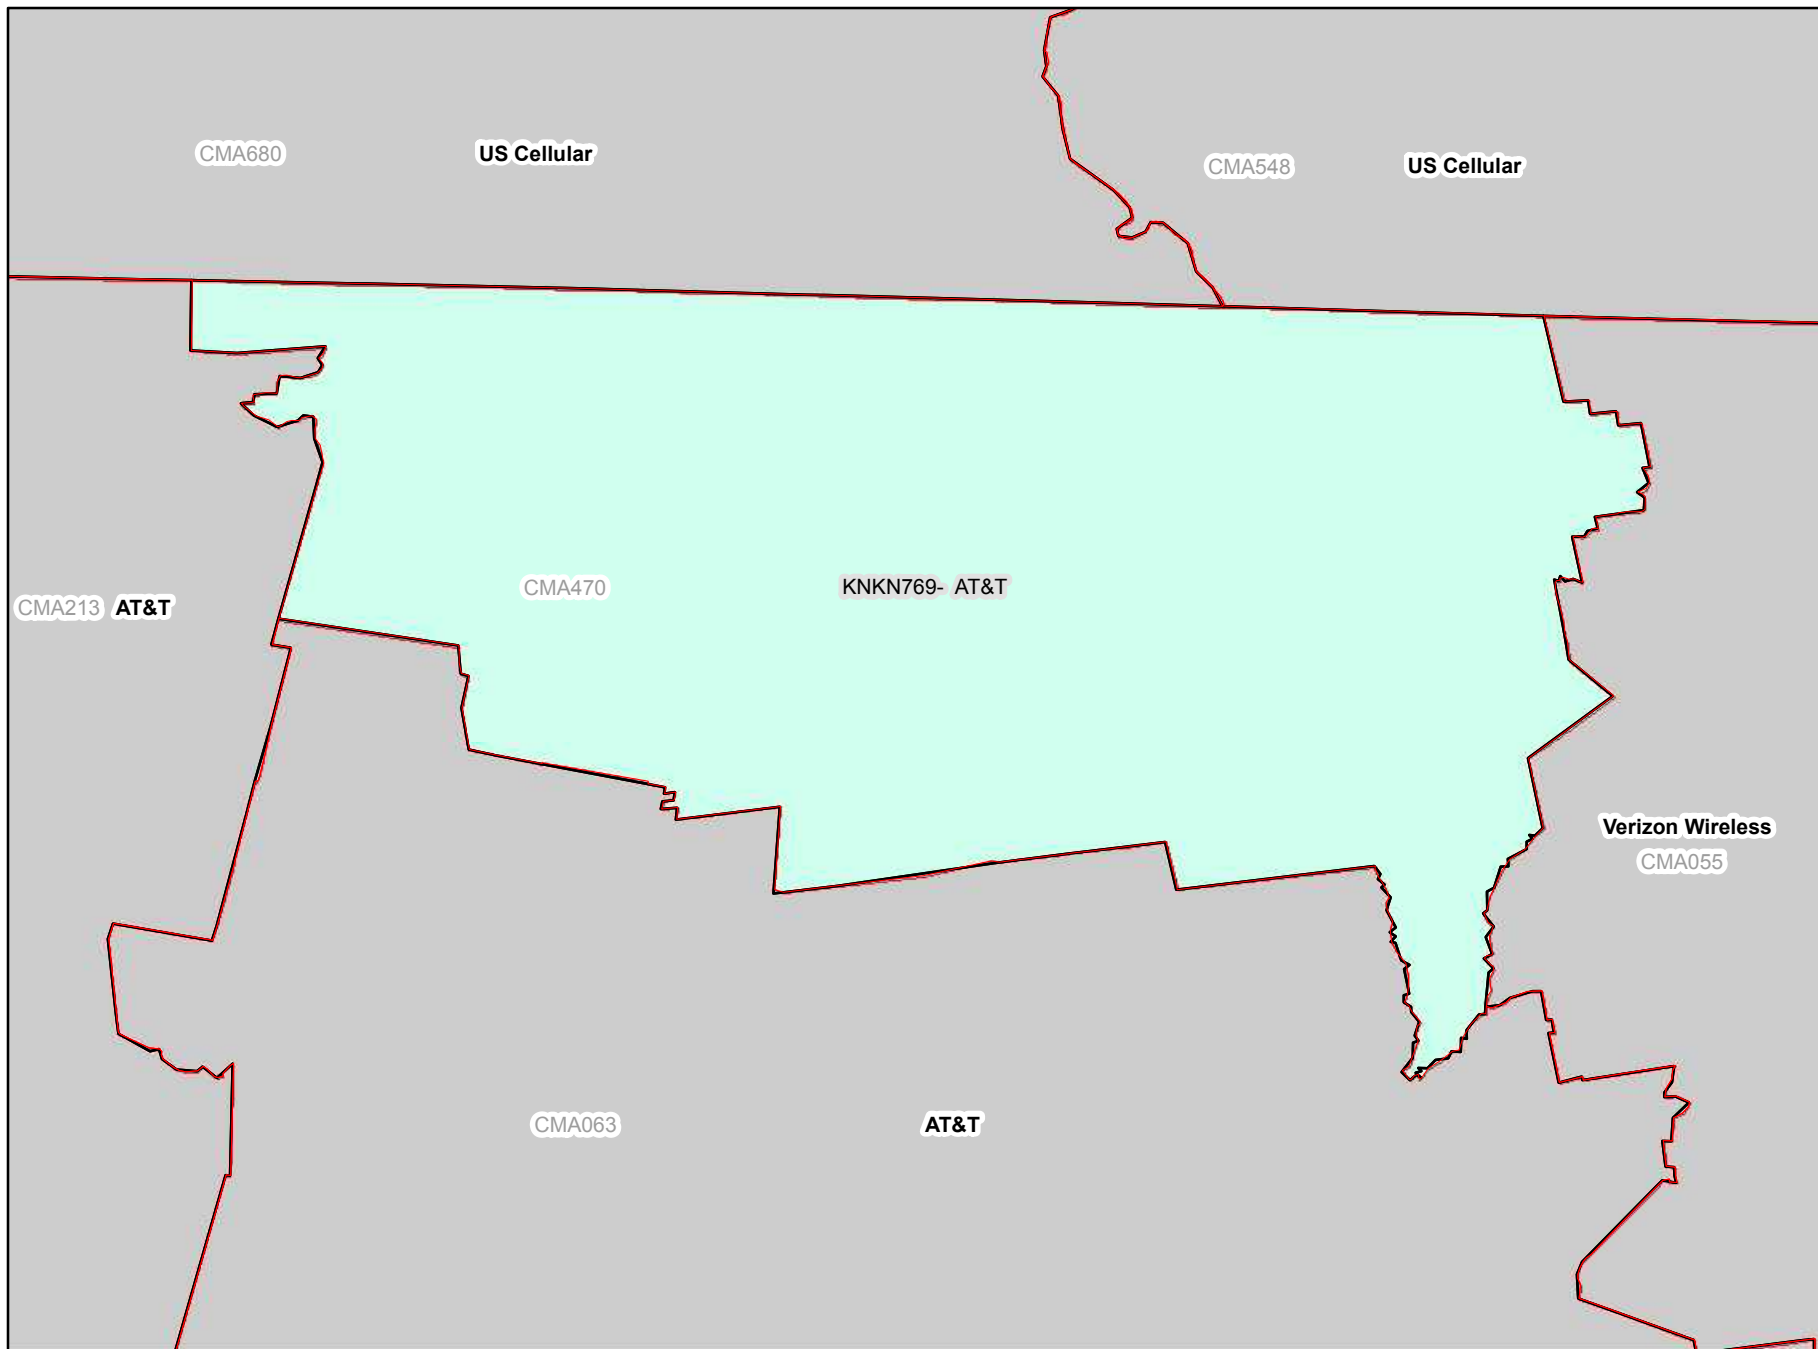 CMA680 US Cellular
CMA548 US Cellular
CMA470 KNKN769- AT&T
CMA213 AT&T
Verizon Wireless
CMA055
CMA063 AT&T